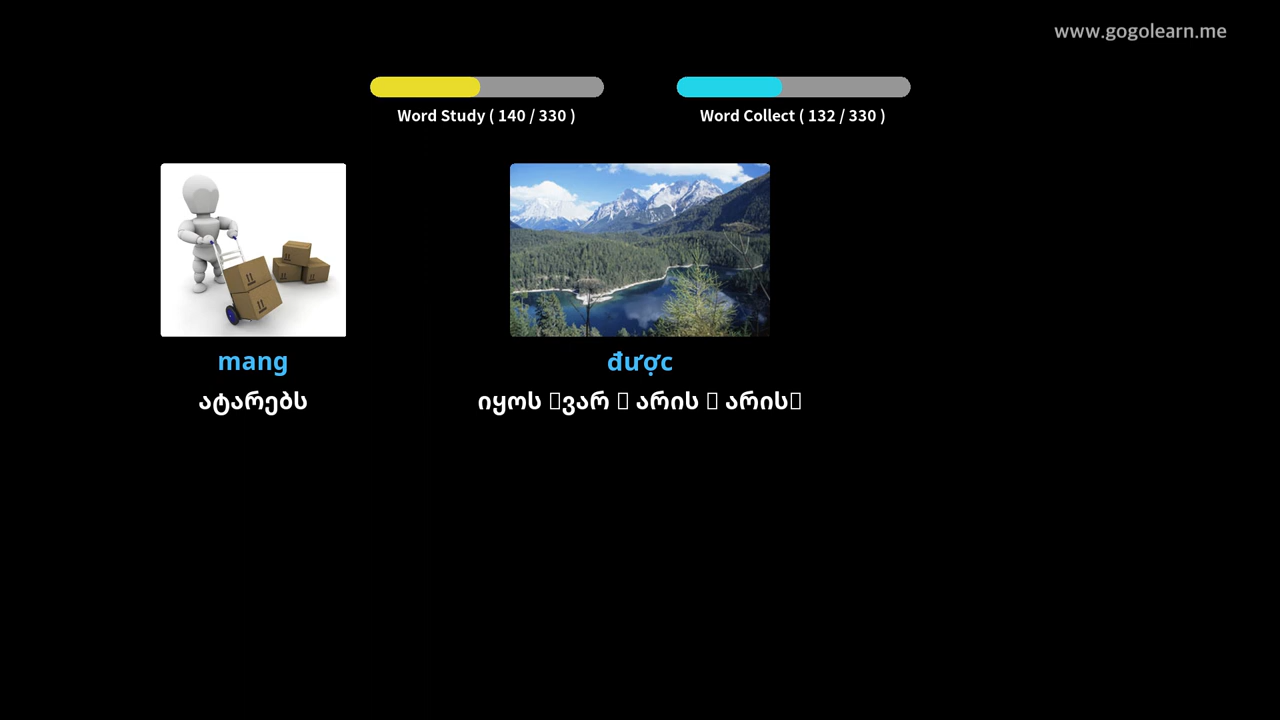 www.gogolearn.me
Word Study ( 140 / 330 )
Word Collect ( 132 / 330 )
mang
ატარებს
được
იყოს ▯ვარ ▯ არის ▯ არის▯